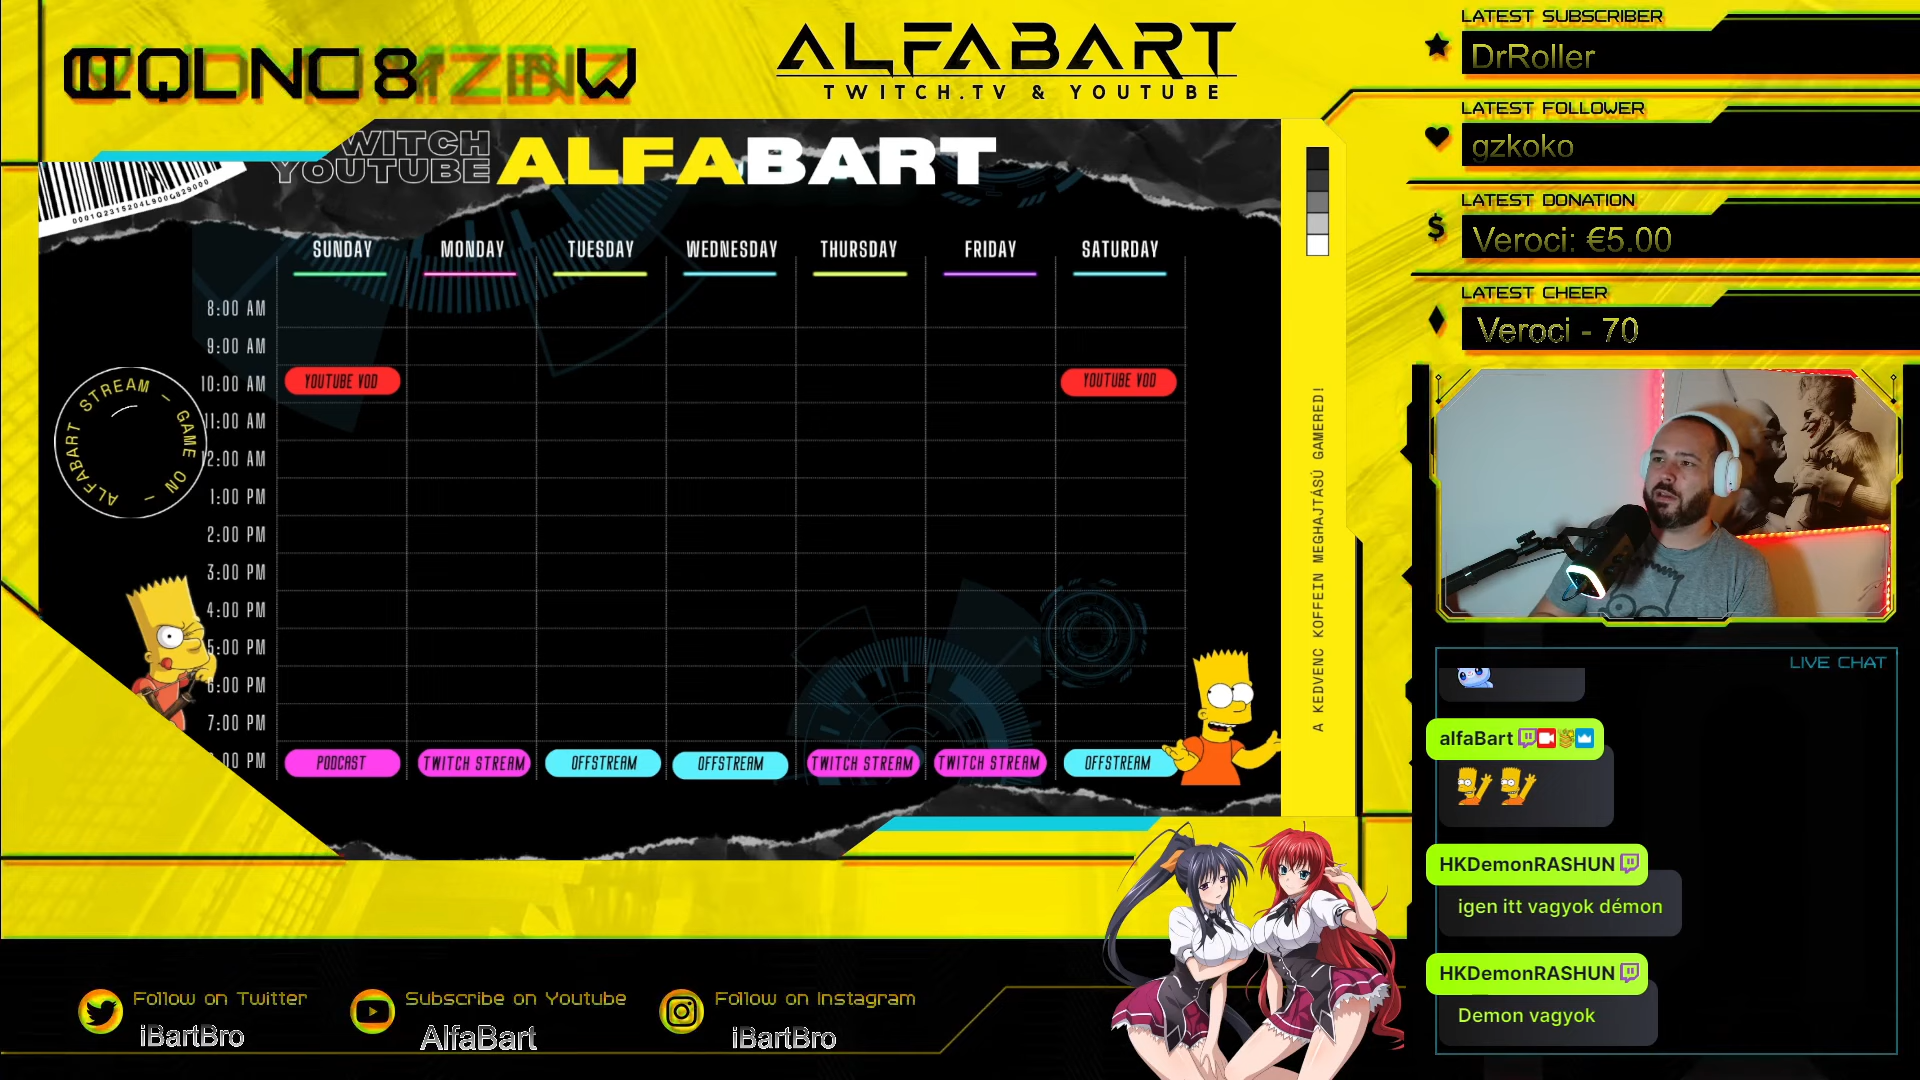 ALFABART
TWITCH.TV & YOUTUBE
LATEST SUBSCRIBER
DrRoller
LATEST FOLLOWER
gzkoko
LATEST DONATION
Veroci: €5.00
LATEST CHEER
Veroci - 70
TWITCH
YOUTUBE
ALFABART
SUNDAY MONDAY TUESDAY WEDNESDAY THURSDAY FRIDAY SATURDAY
8:00 AM
9:00 AM
10:00 AM YOUTUBE VOD YOUTUBE VOD
11:00 AM
12:00 AM
1:00 PM
2:00 PM
3:00 PM
4:00 PM
5:00 PM
6:00 PM
7:00 PM
:00 PM PODCAST TWITCH STREAM OFFSTREAM OFFSTREAM TWITCH STREAM TWITCH STREAM OFFSTREAM
ALFABART STREAM – GAME ON –
A KEDVENC KOFFEIN MEGHAJTÁSÚ GAMERED!
LIVE CHAT
alfaBart
HKDemonRASHUN
igen itt vagyok démon
HKDemonRASHUN
Demon vagyok
Follow on Twitter
iBartBro
Subscribe on Youtube
AlfaBart
Follow on Instagram
iBartBro